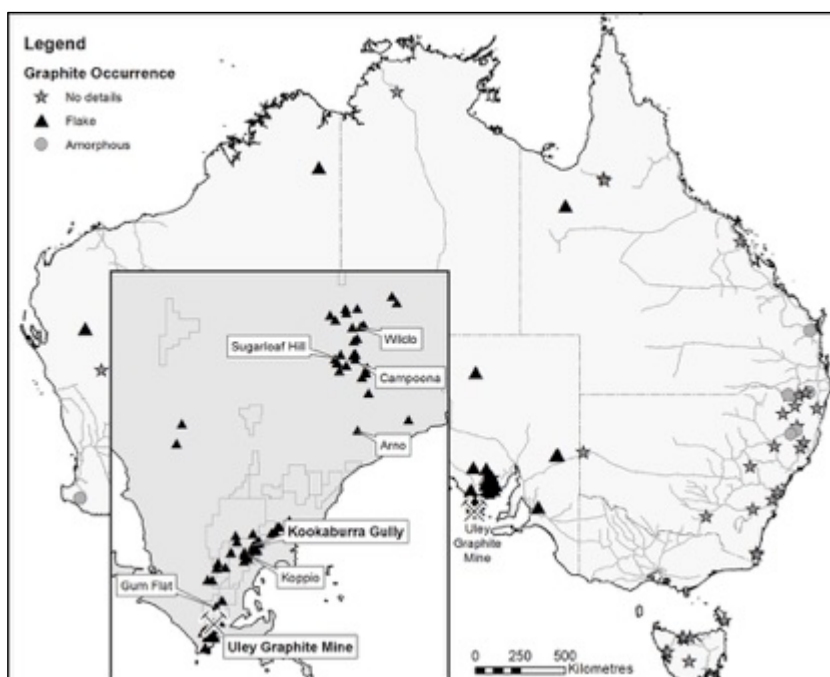 Legend
Graphite Occurrence
No details
Flake
Amorphous
Wilclo
Sugarloaf Hill
Campoona
Arno
Kookaburra Gully
Koppio
Gum Flat
Uley Graphite Mine
Uley
Graphite
Mine
0 250 500
Kilometres